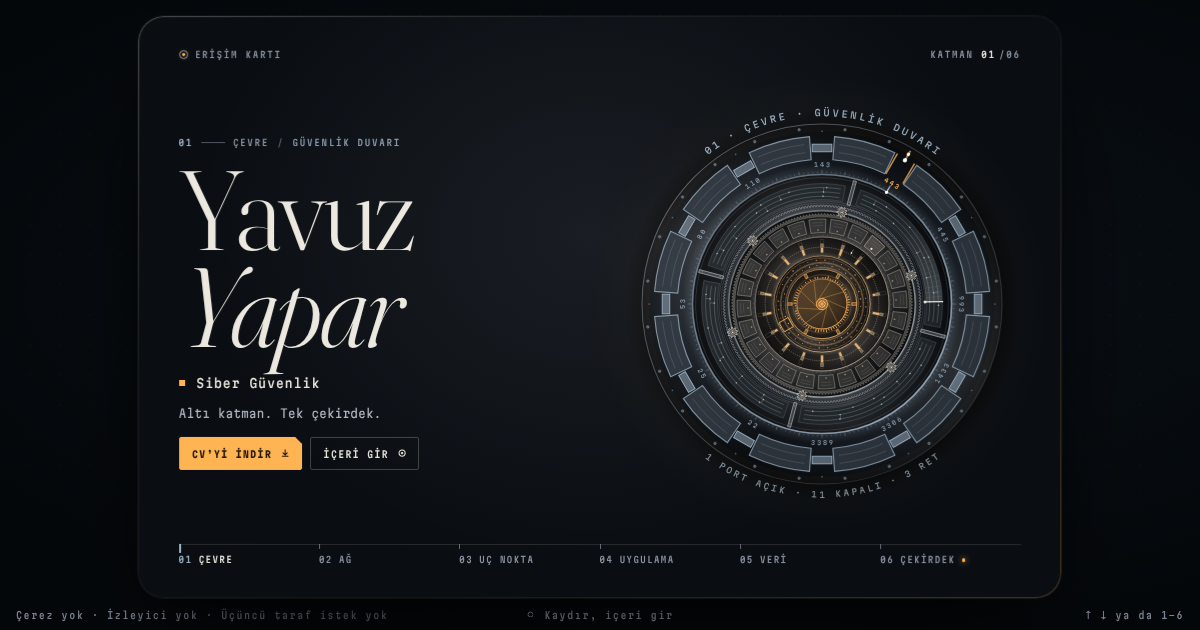 ERİŞİM KARTI
KATMAN 01/06
01 · ÇEVRE · GÜVENLİK DUVARI
01 — ÇEVRE / GÜVENLİK DUVARI
Yavuz
Yapar
Siber Güvenlik
Altı katman. Tek çekirdek.
CV'Yİ İNDİR
İÇERİ GİR
143
443
445
993
1433
3306
3389
22
25
53
80
110
1 PORT AÇIK · 11 KAPALI · 3 RET
01 ÇEVRE
02 AĞ
03 UÇ NOKTA
04 UYGULAMA
05 VERİ
06 ÇEKİRDEK
Çerez yok · İzleyici yok · Üçüncü taraf istek yok
Kaydır, içeri gir
↑ ↓ ya da 1–6